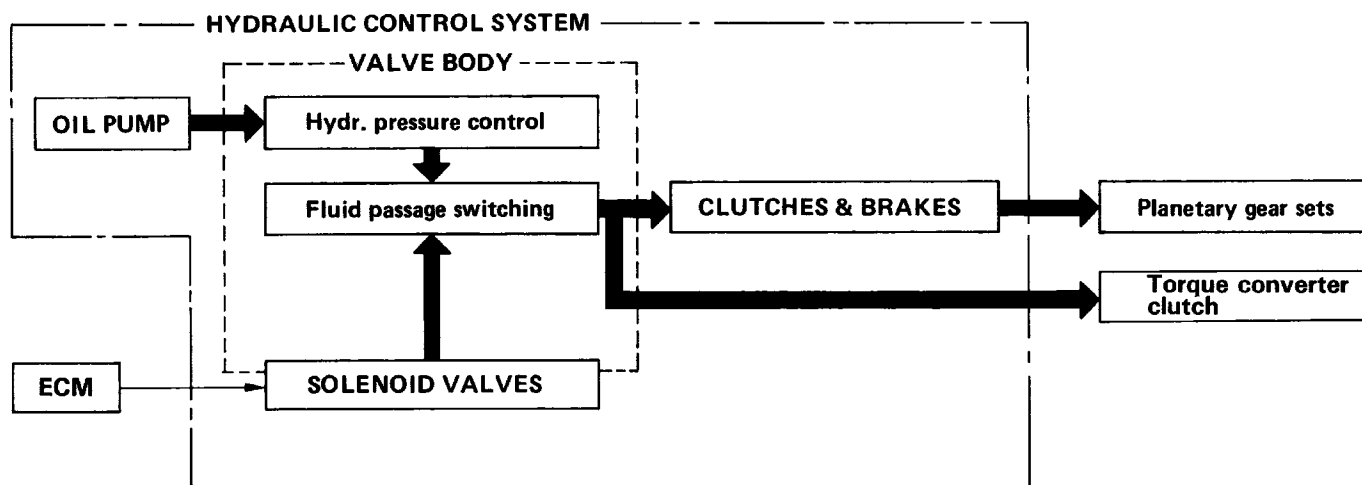 HYDRAULIC CONTROL SYSTEM
VALVE BODY
OIL PUMP
Hydr. pressure control
Fluid passage switching
CLUTCHES & BRAKES
Planetary gear sets
Torque converter
clutch
ECM
SOLENOID VALVES